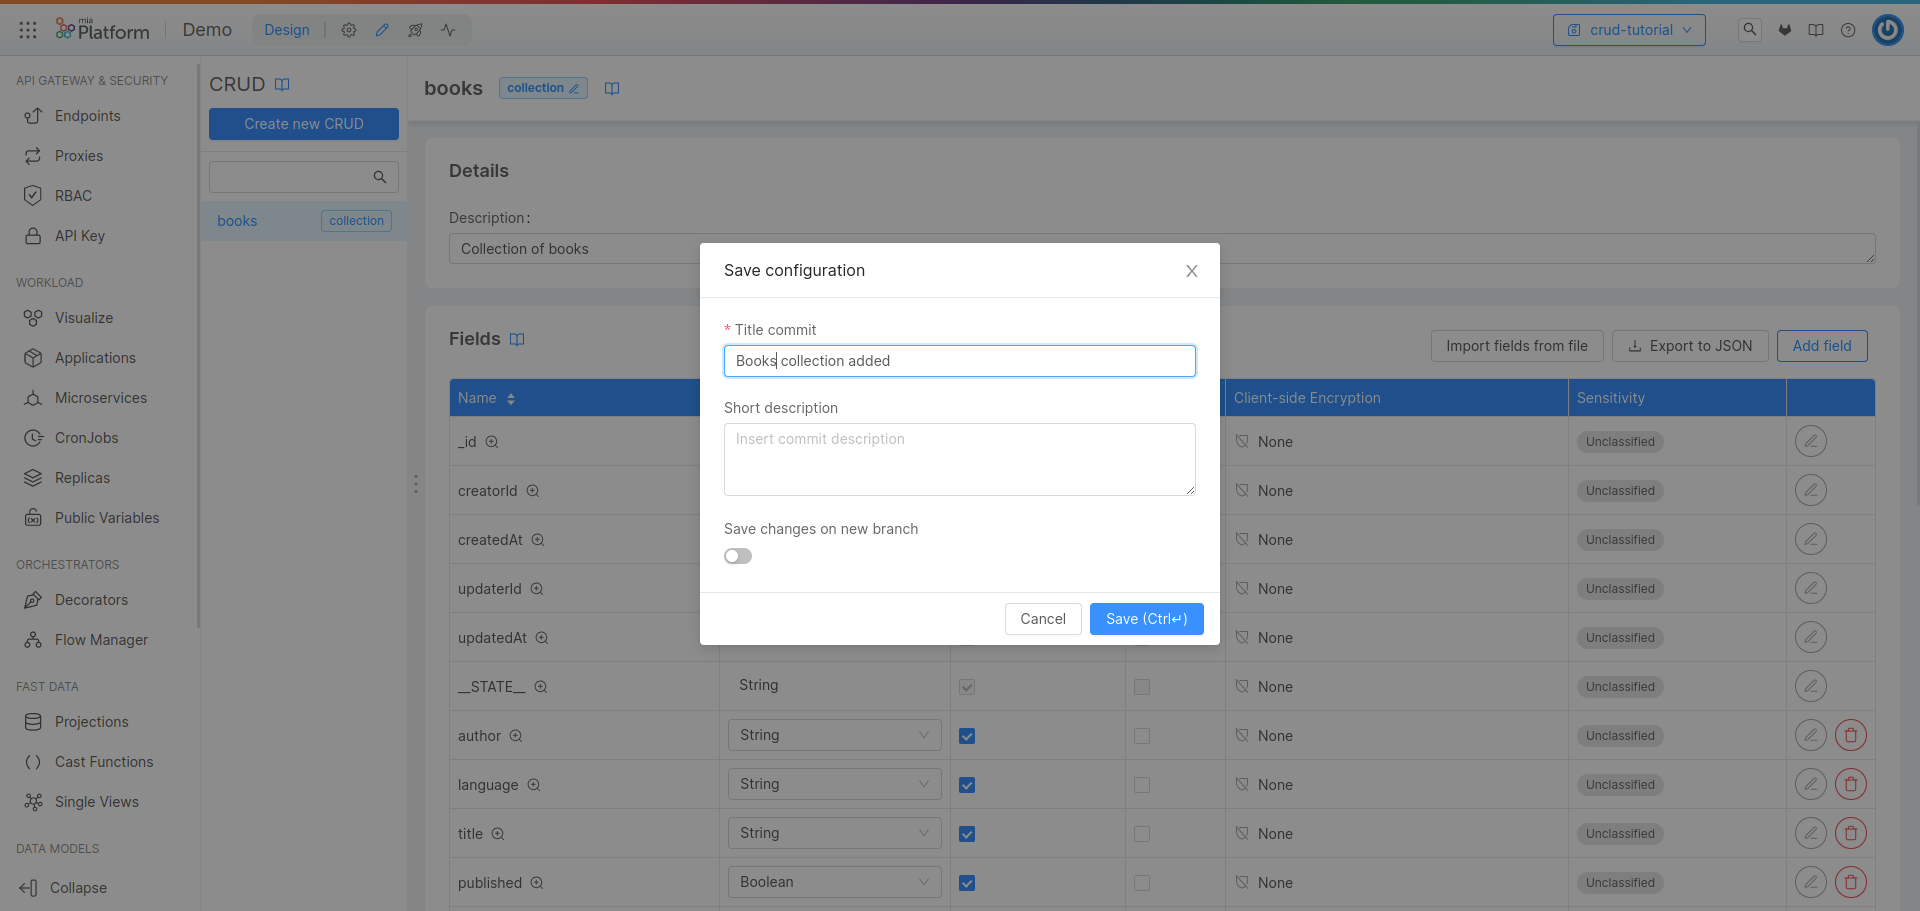 mia
Platform
Demo
Design
crud-tutorial
API GATEWAY & SECURITY
Endpoints
Proxies
RBAC
API Key
WORKLOAD
Visualize
Applications
Microservices
CronJobs
Replicas
Public Variables
ORCHESTRATORS
Decorators
Flow Manager
FAST DATA
Projections
Cast Functions
Single Views
DATA MODELS
Collapse
CRUD
Create new CRUD
books collection
books collection
Details
Description:
Collection of books
Fields
Import fields from file Export to JSON Add field
Name Client-side Encryption Sensitivity
_id None Unclassified
creatorId None Unclassified
createdAt None Unclassified
updaterId None Unclassified
updatedAt None Unclassified
__STATE__ String None Unclassified
author String None Unclassified
language String None Unclassified
title String None Unclassified
published Boolean None Unclassified
Save configuration
* Title commit
Books collection added
Short description
Insert commit description
Save changes on new branch
Cancel Save (Ctrl↵)